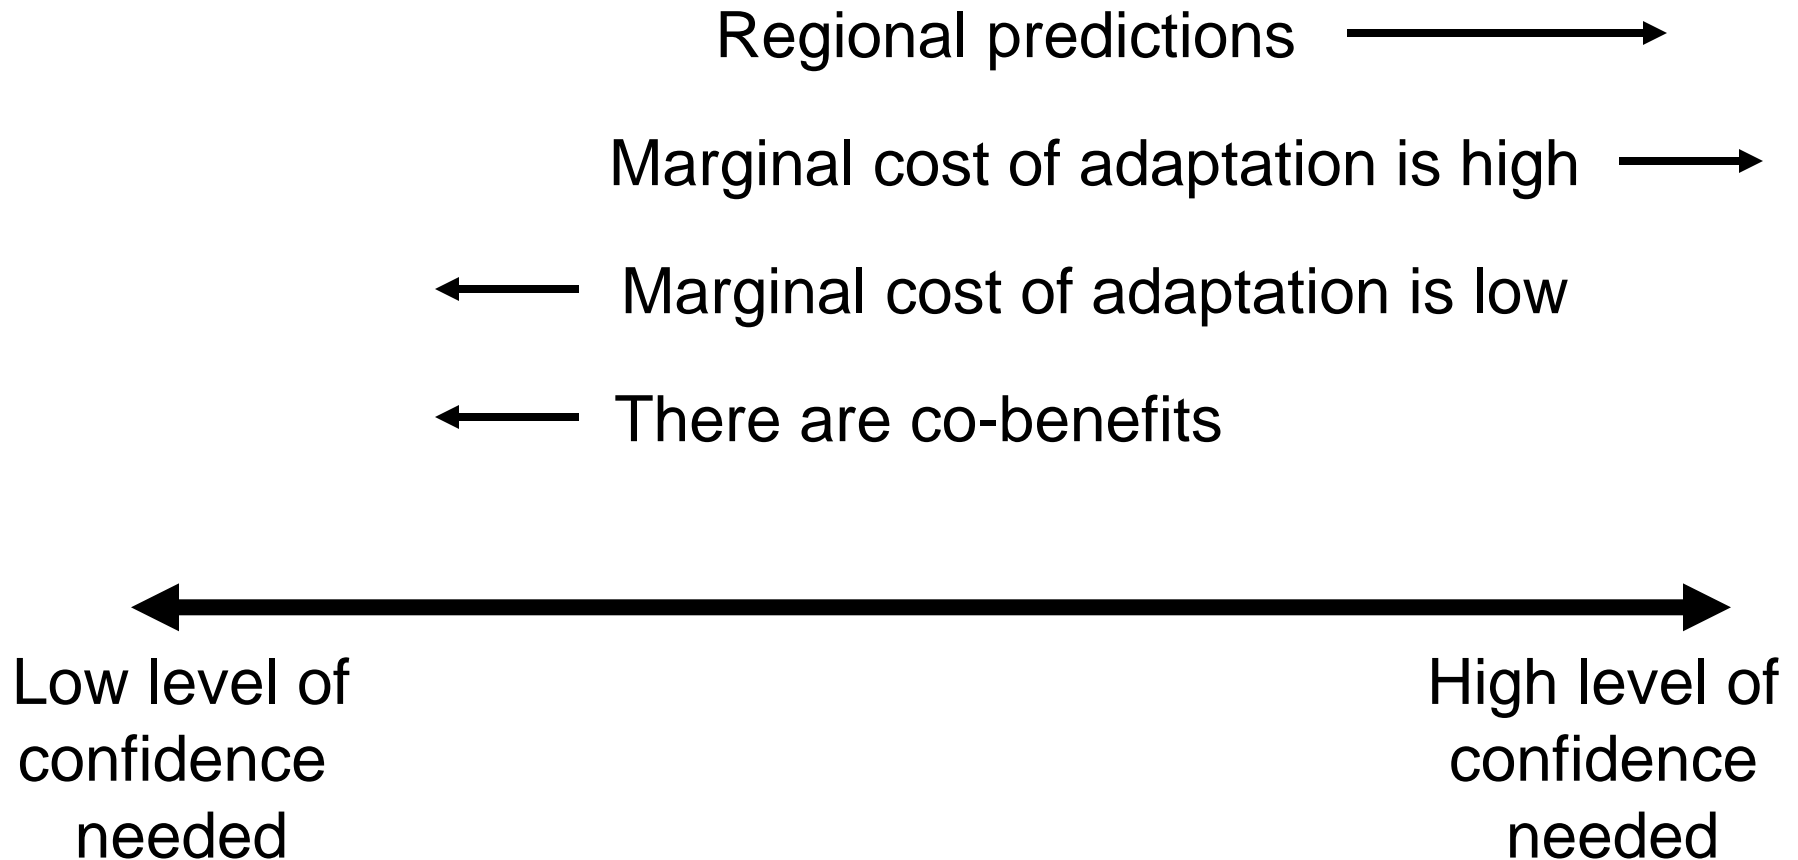 Regional predictions
Marginal cost of adaptation is high
Marginal cost of adaptation is low
There are co-benefits
Low level of
confidence
needed
High level of
confidence
needed